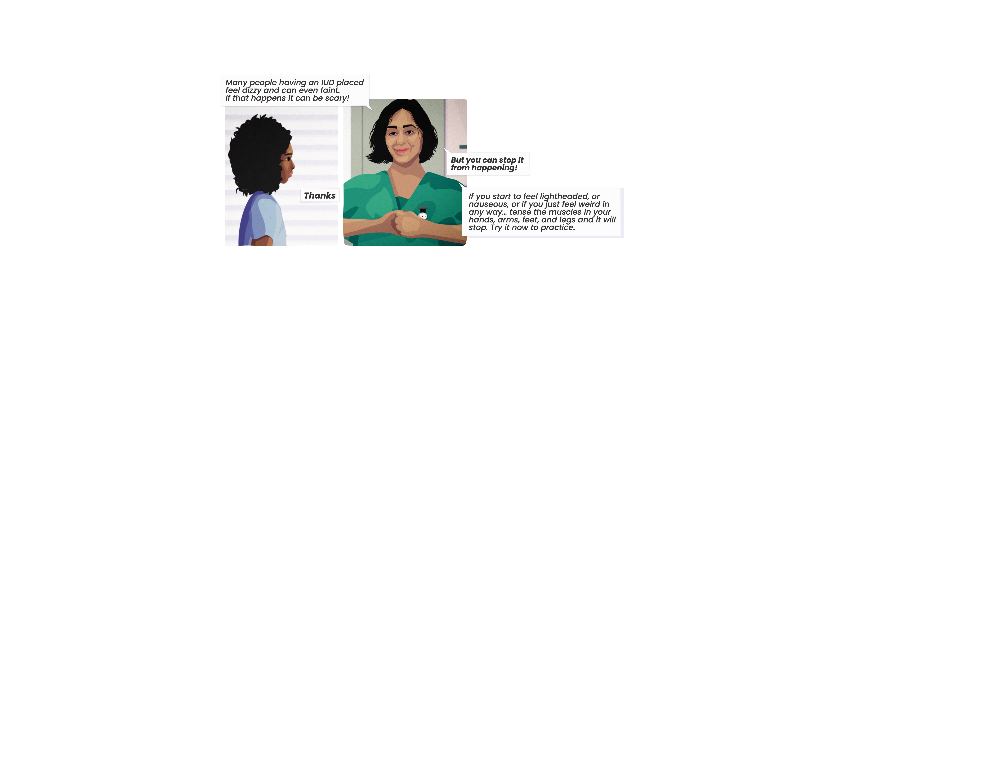 Many people having an IUD placed
feel dizzy and can even faint.
If that happens it can be scary!
But you can stop it
from happening!
Thanks
If you start to feel lightheaded, or
nauseous, or if you just feel weird in
any way... tense the muscles in your
hands, arms, feet, and legs and it will
stop. Try it now to practice.